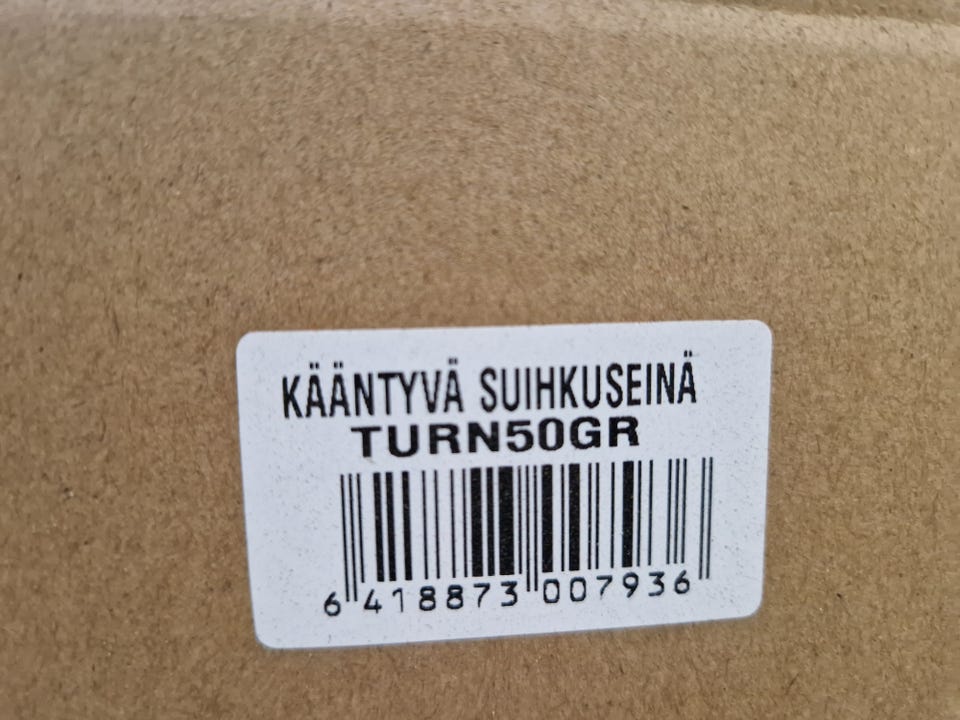 KÄÄNTYVÄ SUIHKUSEINÄ
TURN50GR
6 418873 007936